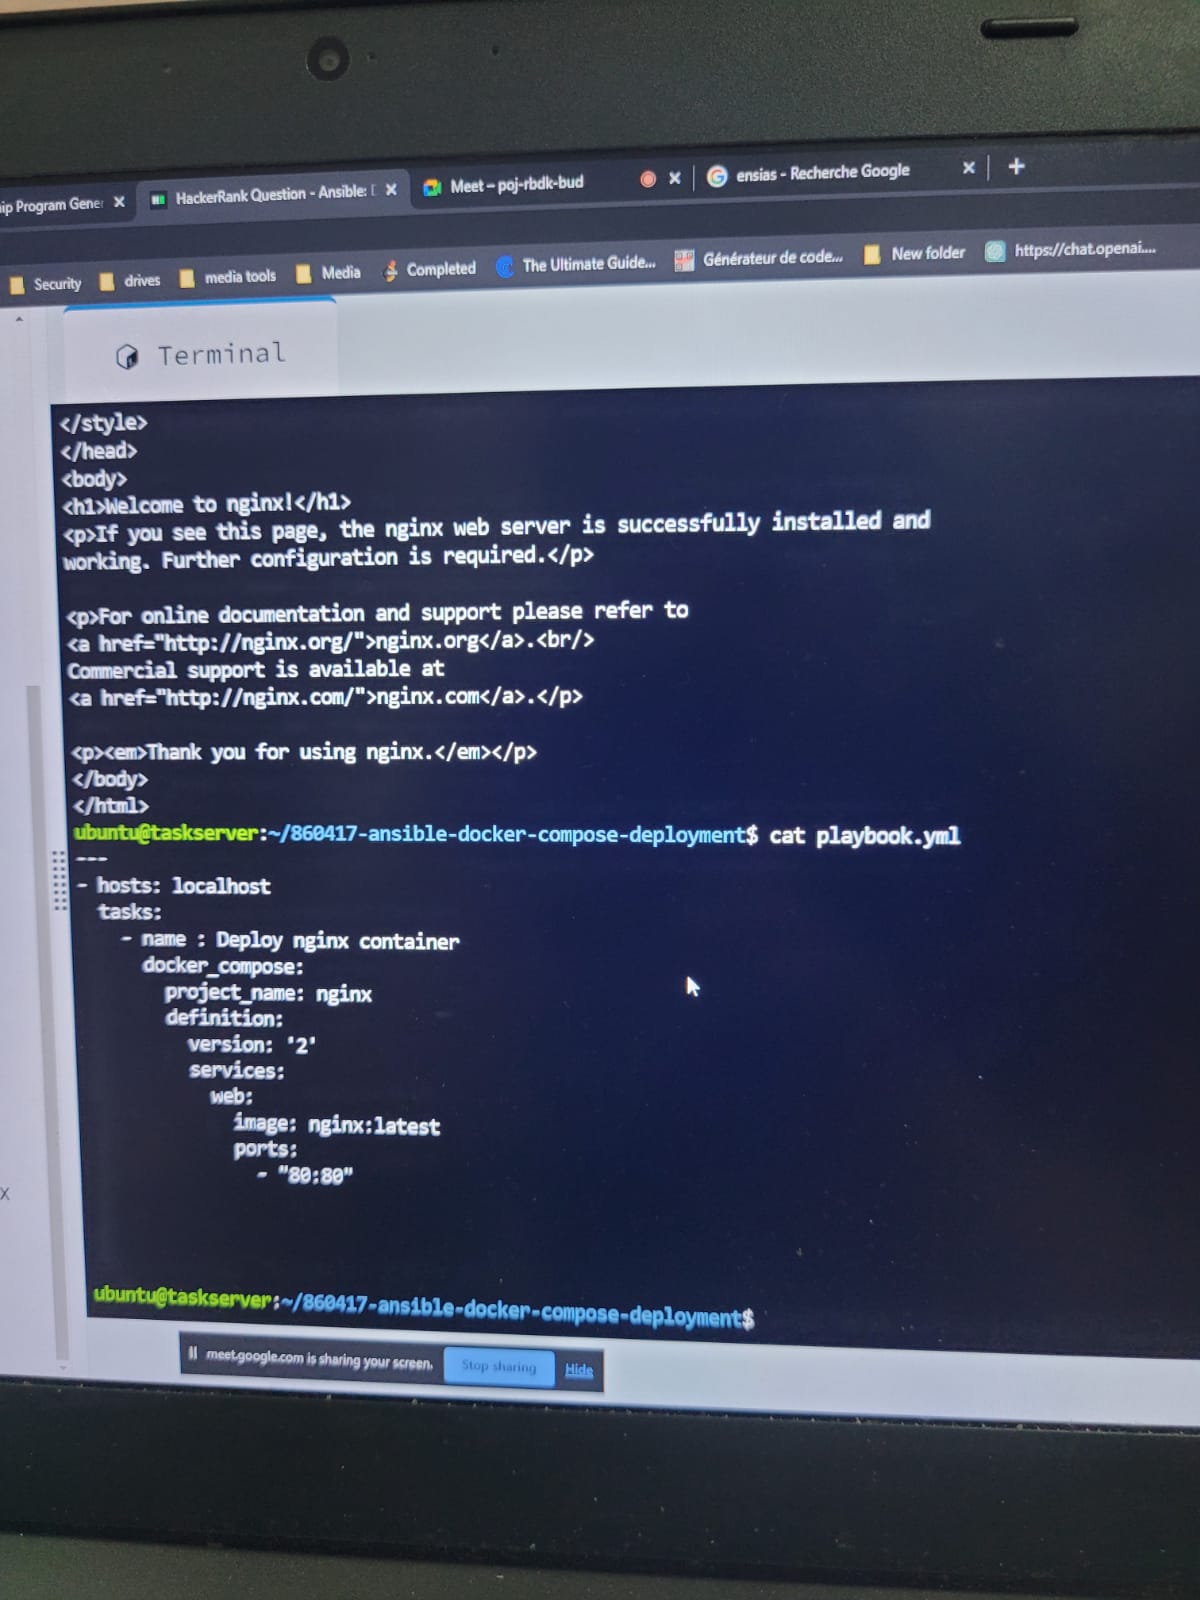 ip Program Gener
HackerRank Question - Ansible: D
Meet – poj-rbdk-bud
ensias - Recherche Google
Security
drives
media tools
Media
Completed
The Ultimate Guide...
Générateur de code...
New folder
https://chat.openai....
Terminal
</style>
</head>
<body>
<h1>Welcome to nginx!</h1>
<p>If you see this page, the nginx web server is successfully installed and
working. Further configuration is required.</p>
<p>For online documentation and support please refer to
<a href="http://nginx.org/">nginx.org</a>.<br/>
Commercial support is available at
<a href="http://nginx.com/">nginx.com</a>.</p>
<p><em>Thank you for using nginx.</em></p>
</body>
</html>
ubuntu@taskserver:~/860417-ansible-docker-compose-deployment$ cat playbook.yml
---
- hosts: localhost
  tasks:
    - name : Deploy nginx container
      docker_compose:
        project_name: nginx
        definition:
          version: '2'
          services:
            web:
              image: nginx:latest
              ports:
                - "80:80"
x
ubuntu@taskserver:~/860417-ansible-docker-compose-deployment$
meet.google.com is sharing your screen.
Stop sharing
Hide